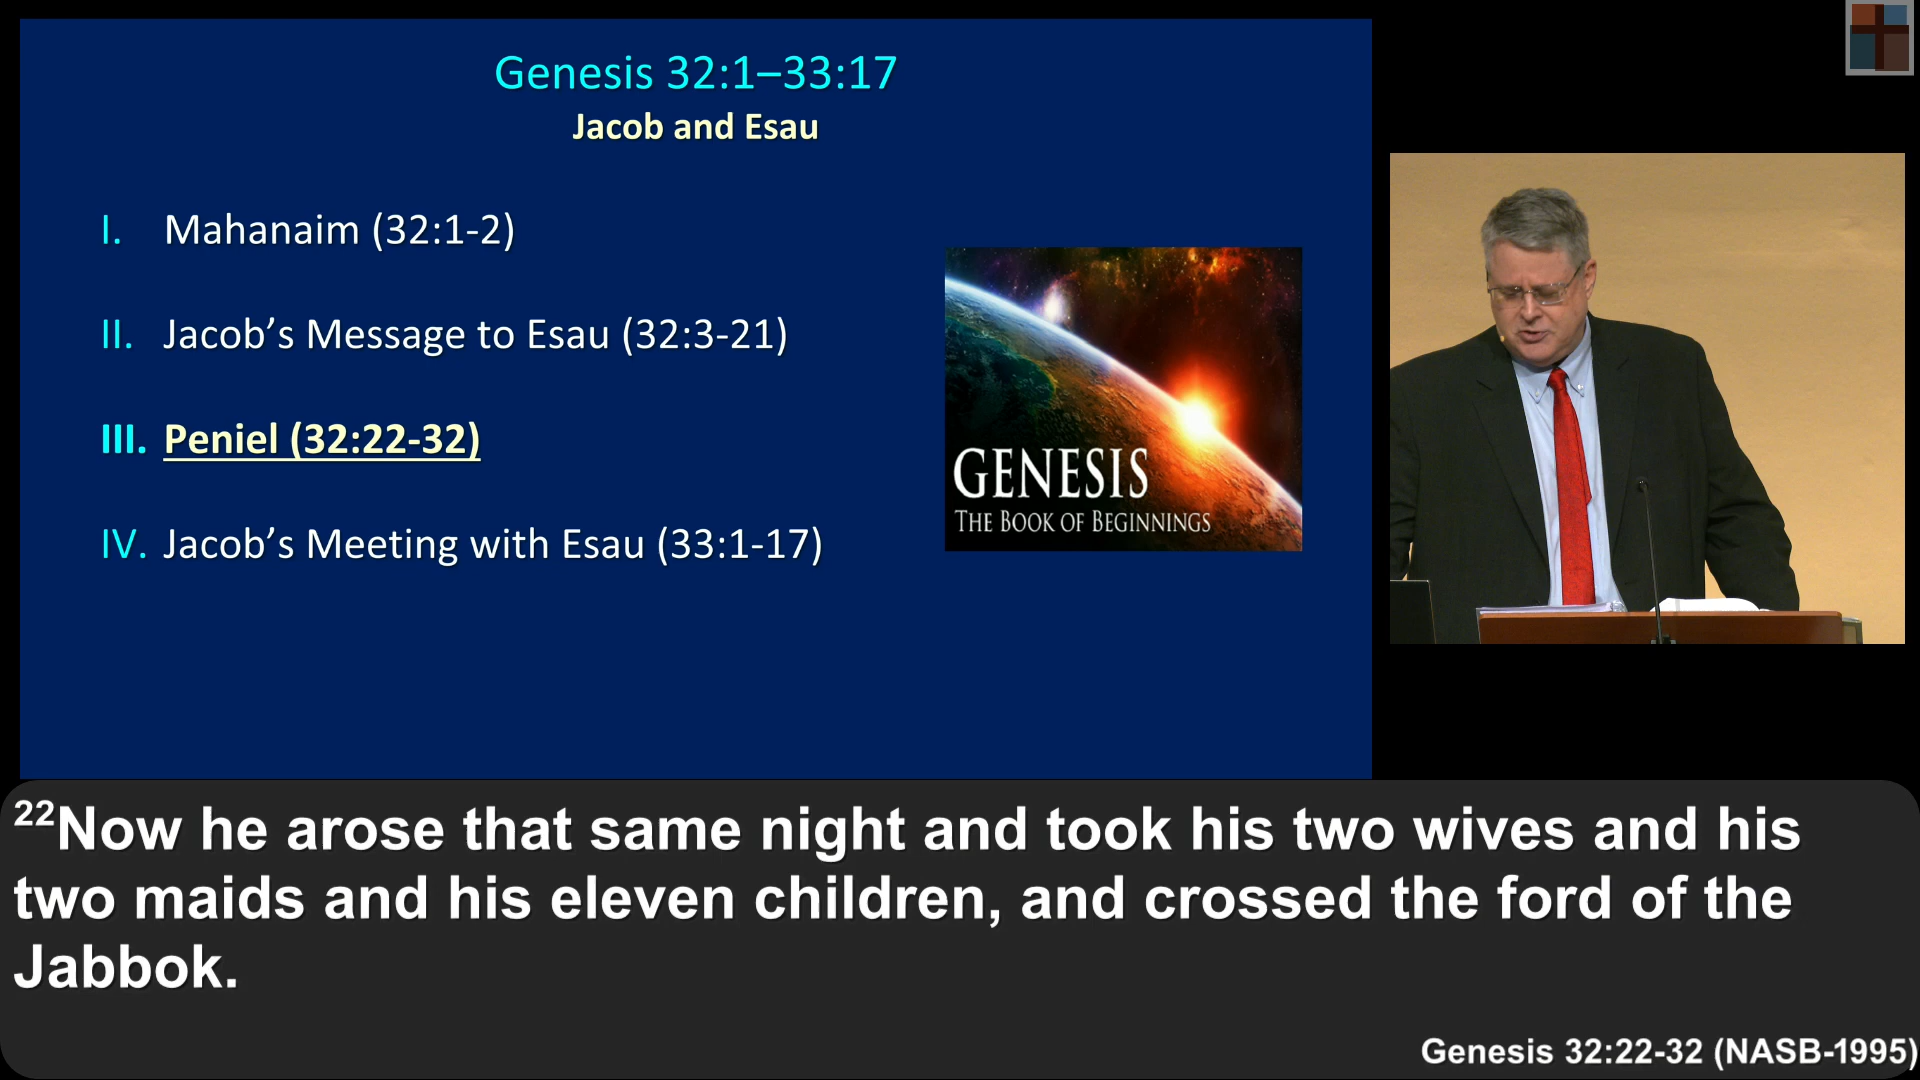 Genesis 32:1–33:17
Jacob and Esau
I. Mahanaim (32:1-2)
II. Jacob’s Message to Esau (32:3-21)
III. Peniel (32:22-32)
IV. Jacob’s Meeting with Esau (33:1-17)
GENESIS
THE BOOK OF BEGINNINGS
22Now he arose that same night and took his two wives and his
two maids and his eleven children, and crossed the ford of the
Jabbok.
Genesis 32:22-32 (NASB-1995)